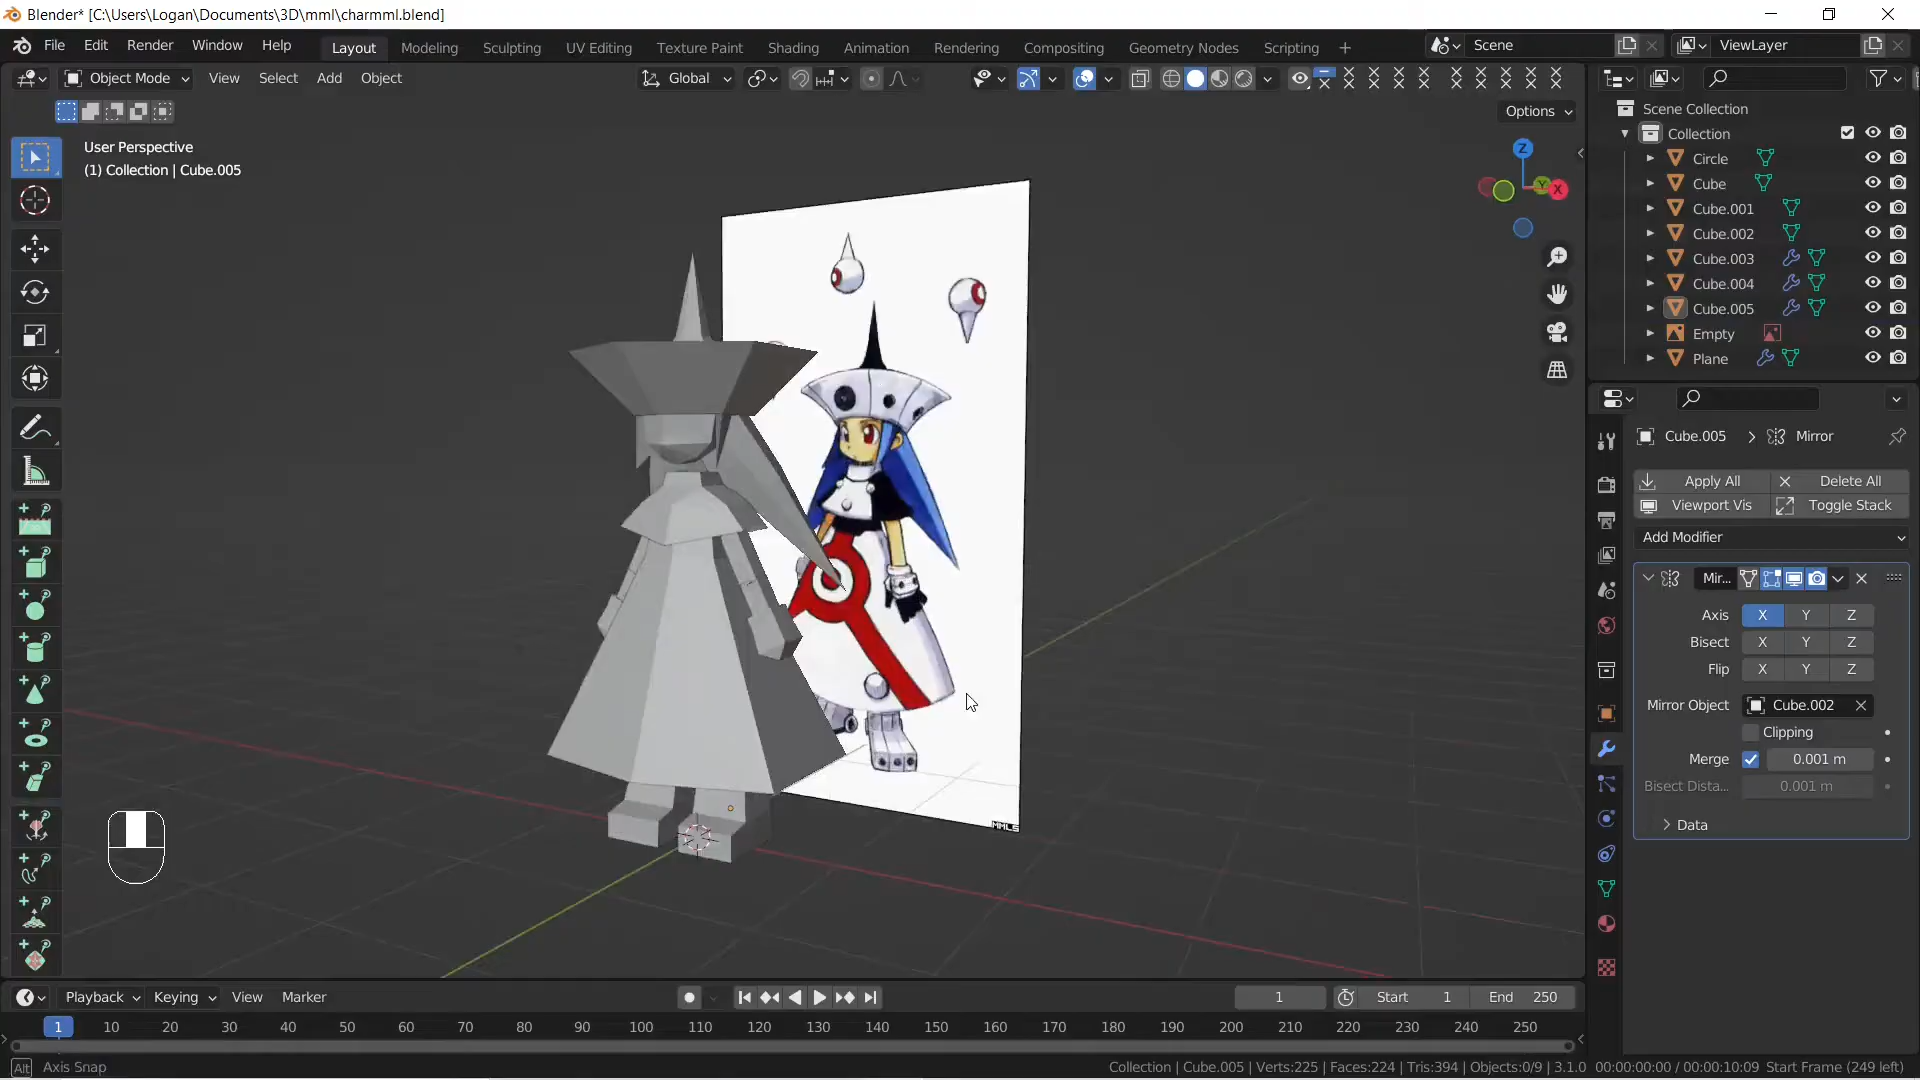 Blender* [C:\Users\Logan\Documents\3D\mml\charmml.blend]
File Edit Render Window Help
Layout Modeling Sculpting UV Editing Texture Paint Shading Animation Rendering Compositing Geometry Nodes Scripting +
Scene
ViewLayer
Object Mode View Select Add Object
Global
Options
User Perspective
(1) Collection | Cube.005
Z
Y
X
MMLS
Scene Collection
Collection
Circle
Cube
Cube.001
Cube.002
Cube.003
Cube.004
Cube.005
Empty
Plane
Cube.005 > Mirror
Apply All Delete All
Viewport Vis Toggle Stack
Add Modifier
Mir...
Axis X Y Z
Bisect X Y Z
Flip X Y Z
Mirror Object Cube.002
Clipping
Merge 0.001 m
Bisect Dista... 0.001 m
Data
Playback Keying View Marker
1 Start 1 End 250
1 10 20 30 40 50 60 70 80 90 100 110 120 130 140 150 160 170 180 190 200 210 220 230 240 250
Alt Axis Snap
Collection | Cube.005 | Verts:225 | Faces:224 | Tris:394 | Objects:0/9 | 3.1.0 00:00:00:00 / 00:00:10:09 Start Frame (249 left)